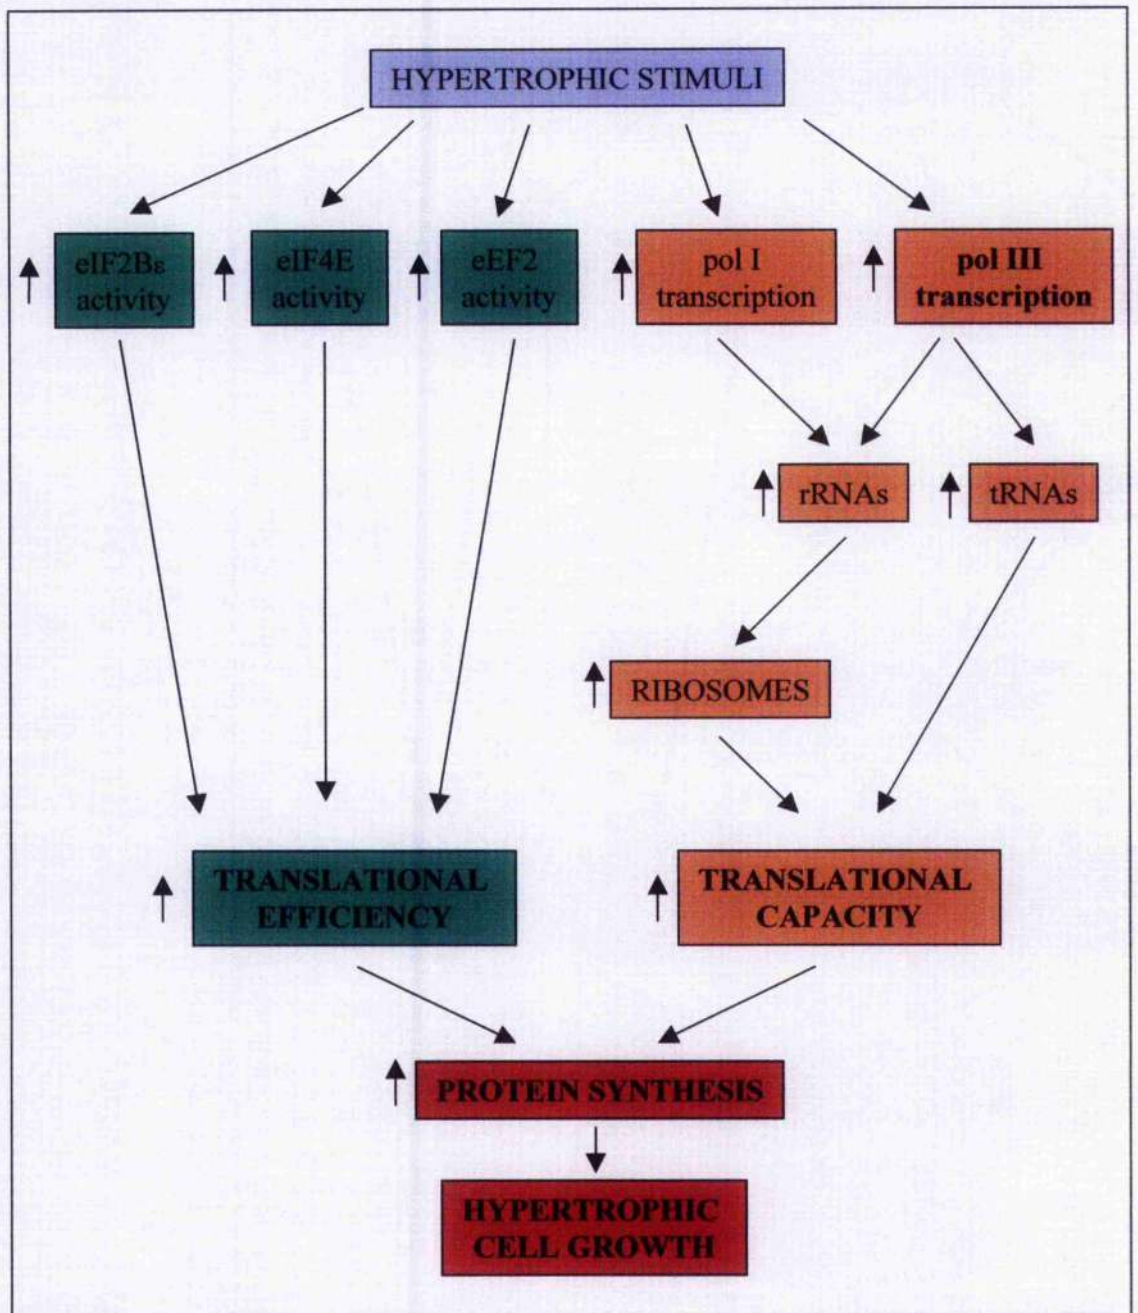 HYPERTROPHIC STIMULI
eIF2Bε
activity
eIF4E
activity
eEF2
activity
pol I
transcription
pol III
transcription
rRNAs
tRNAs
RIBOSOMES
TRANSLATIONAL
EFFICIENCY
TRANSLATIONAL
CAPACITY
PROTEIN SYNTHESIS
HYPERTROPHIC
CELL GROWTH